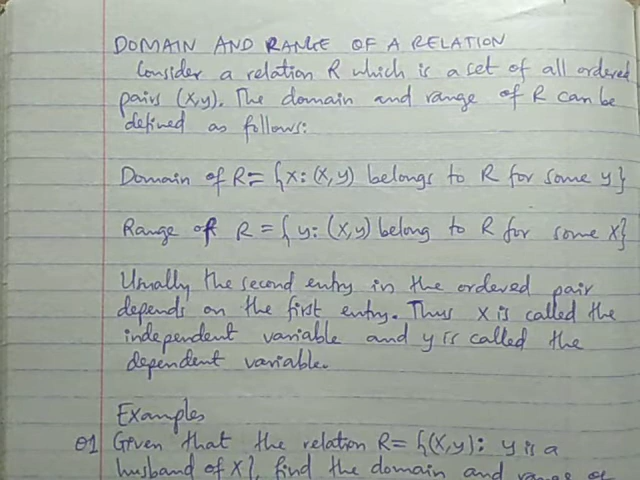 DOMAIN AND RANGE OF A RELATION
Consider a relation R which is a set of all ordered
pairs (x,y). The domain and range of R can be
defined as follows:
Domain of R = {x: (x,y) belongs to R for some y}
Range of R = {y: (x,y) belong to R for some x}
Usually the second entry in the ordered pair
depends on the first entry. Thus x is called the
independent variable and y is called the
dependent variable.
Examples
01 Given that the relation R= {(x,y): y is a
husband of x}, find the domain and range of